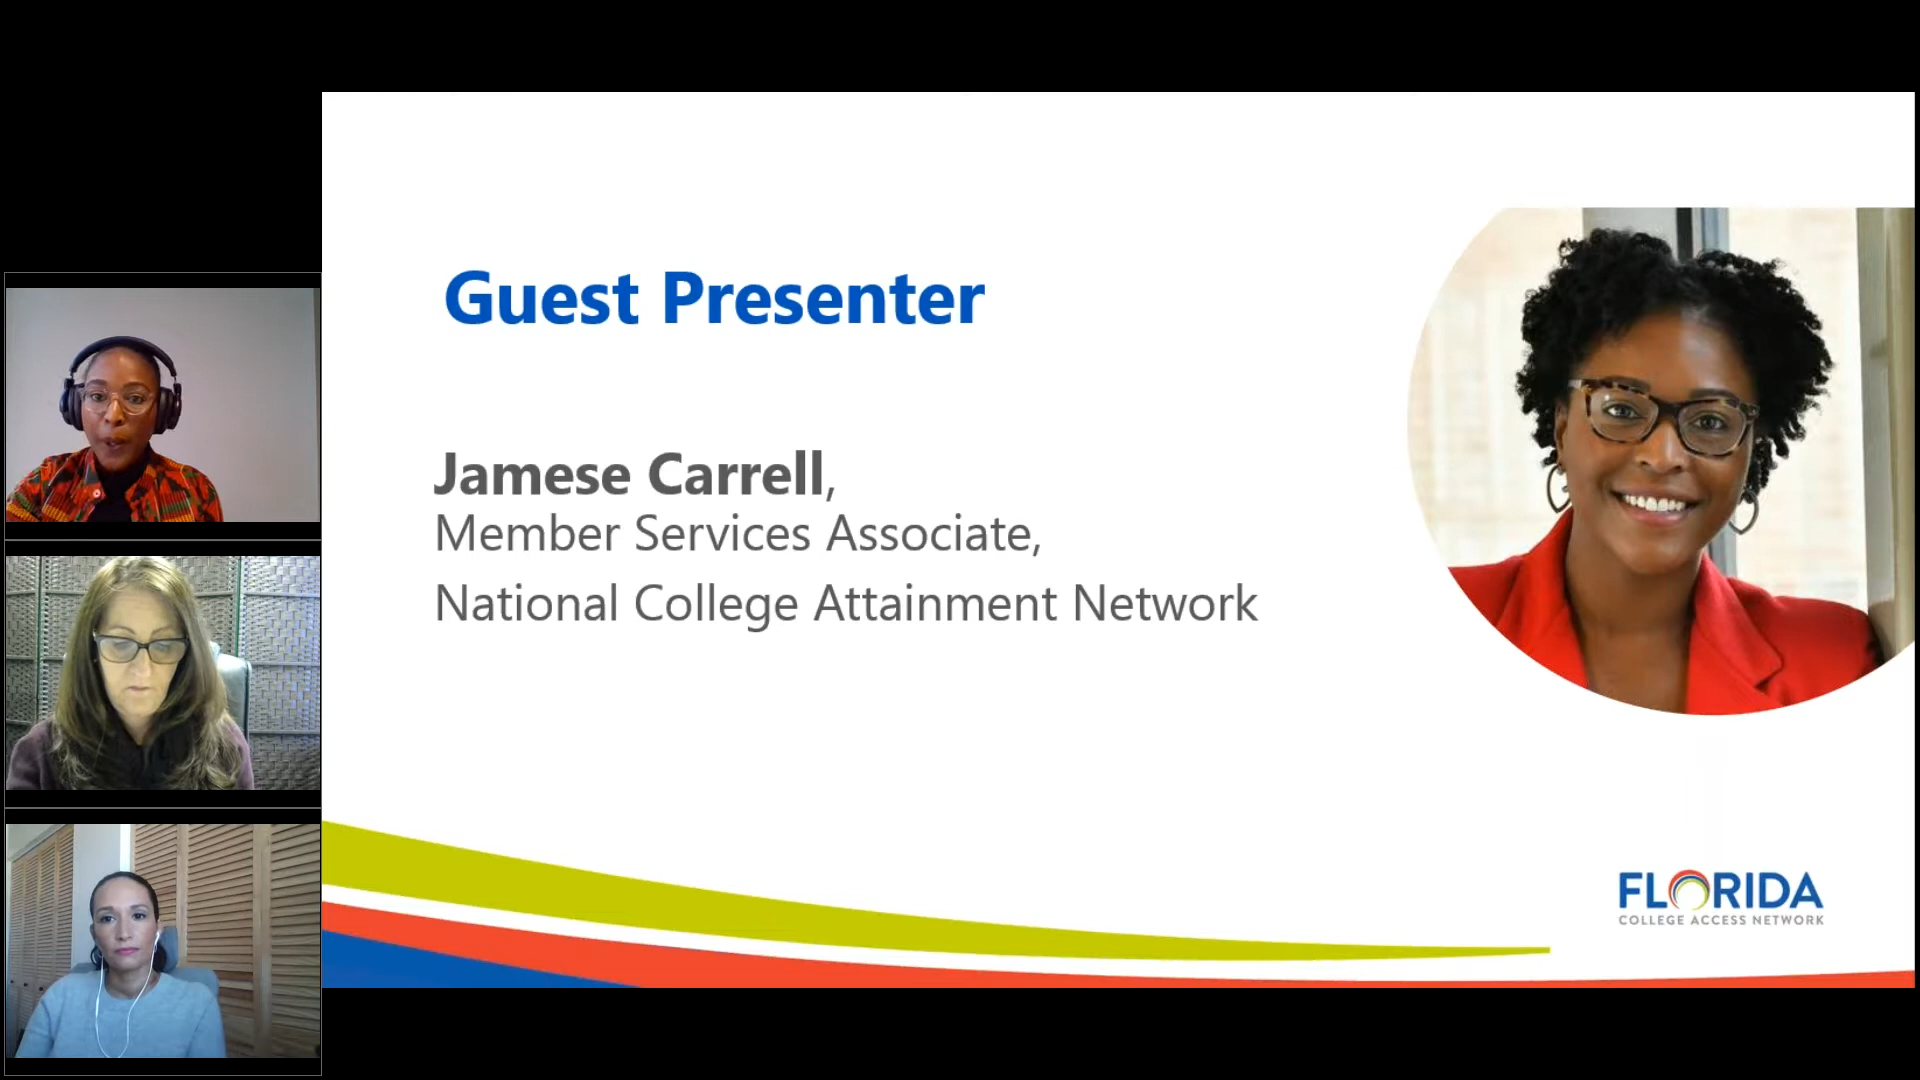 Guest Presenter
Jamese Carrell,
Member Services Associate,
National College Attainment Network
FLORIDA
COLLEGE ACCESS NETWORK